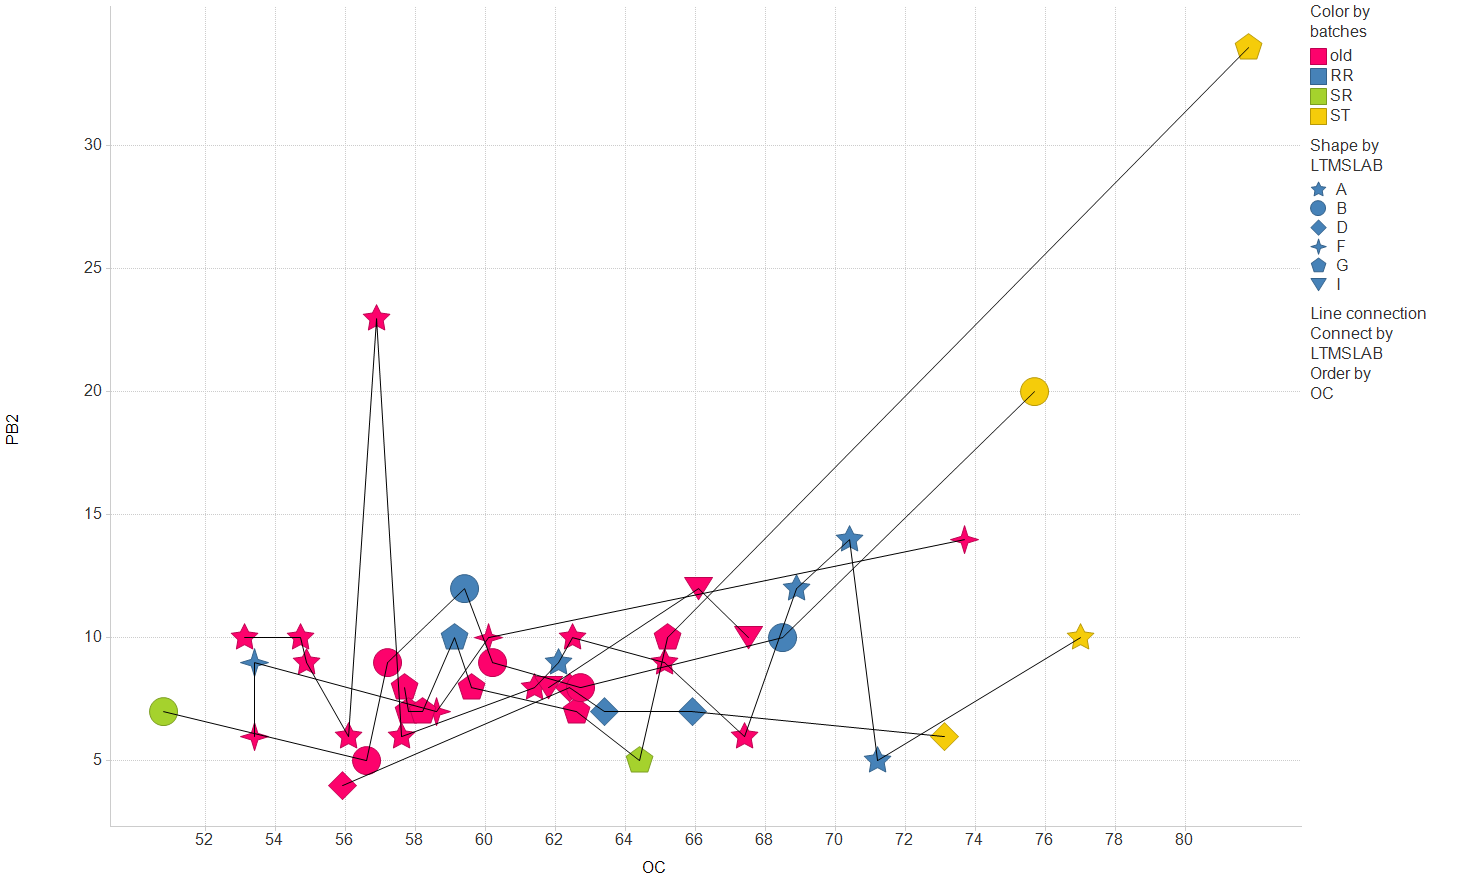 Color by
batches
old
RR
SR
ST
Shape by
LTMSLAB
A
B
D
F
G
I
Line connection
Connect by
LTMSLAB
Order by
OC
30
25
20
15
10
5
PB2
52 54 56 58 60 62 64 66 68 70 72 74 76 78 80
OC